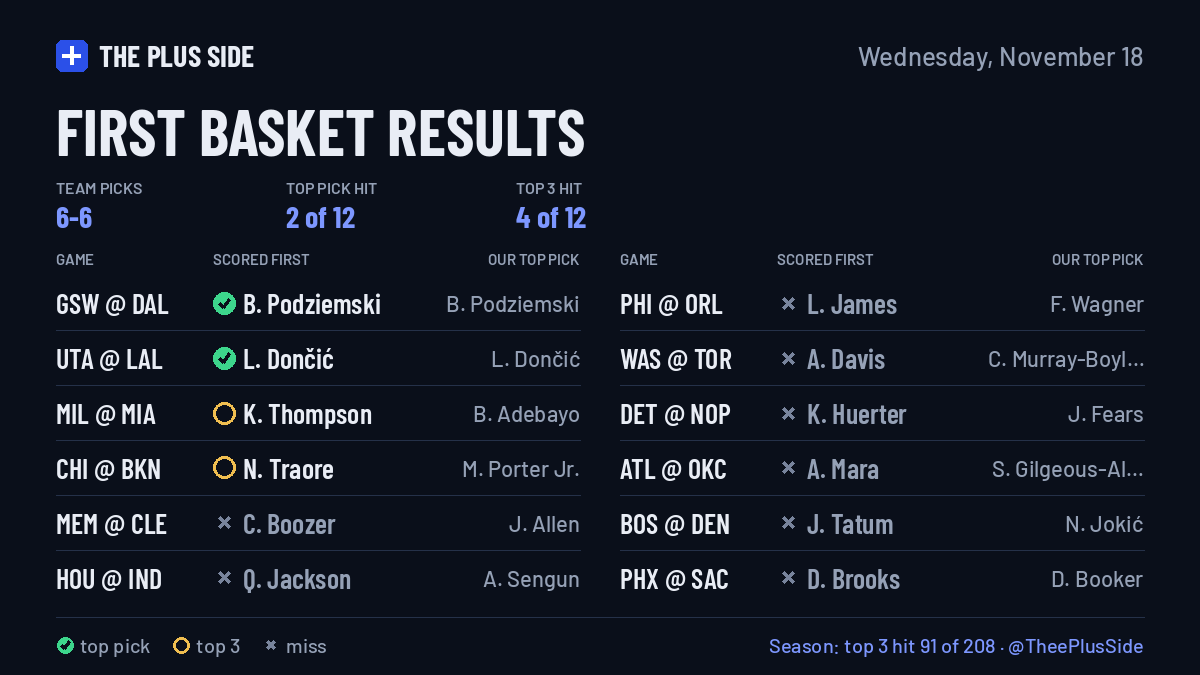 THE PLUS SIDE
Wednesday, November 18
FIRST BASKET RESULTS
TEAM PICKS TOP PICK HIT TOP 3 HIT
6-6 2 of 12 4 of 12
GAME SCORED FIRST OUR TOP PICK
GSW @ DAL B. Podziemski B. Podziemski
UTA @ LAL L. Dončić L. Dončić
MIL @ MIA K. Thompson B. Adebayo
CHI @ BKN N. Traore M. Porter Jr.
MEM @ CLE C. Boozer J. Allen
HOU @ IND Q. Jackson A. Sengun
GAME SCORED FIRST OUR TOP PICK
PHI @ ORL L. James F. Wagner
WAS @ TOR A. Davis C. Murray-Boyl...
DET @ NOP K. Huerter J. Fears
ATL @ OKC A. Mara S. Gilgeous-Al...
BOS @ DEN J. Tatum N. Jokić
PHX @ SAC D. Brooks D. Booker
top pick top 3 miss
Season: top 3 hit 91 of 208 · @TheePlusSide